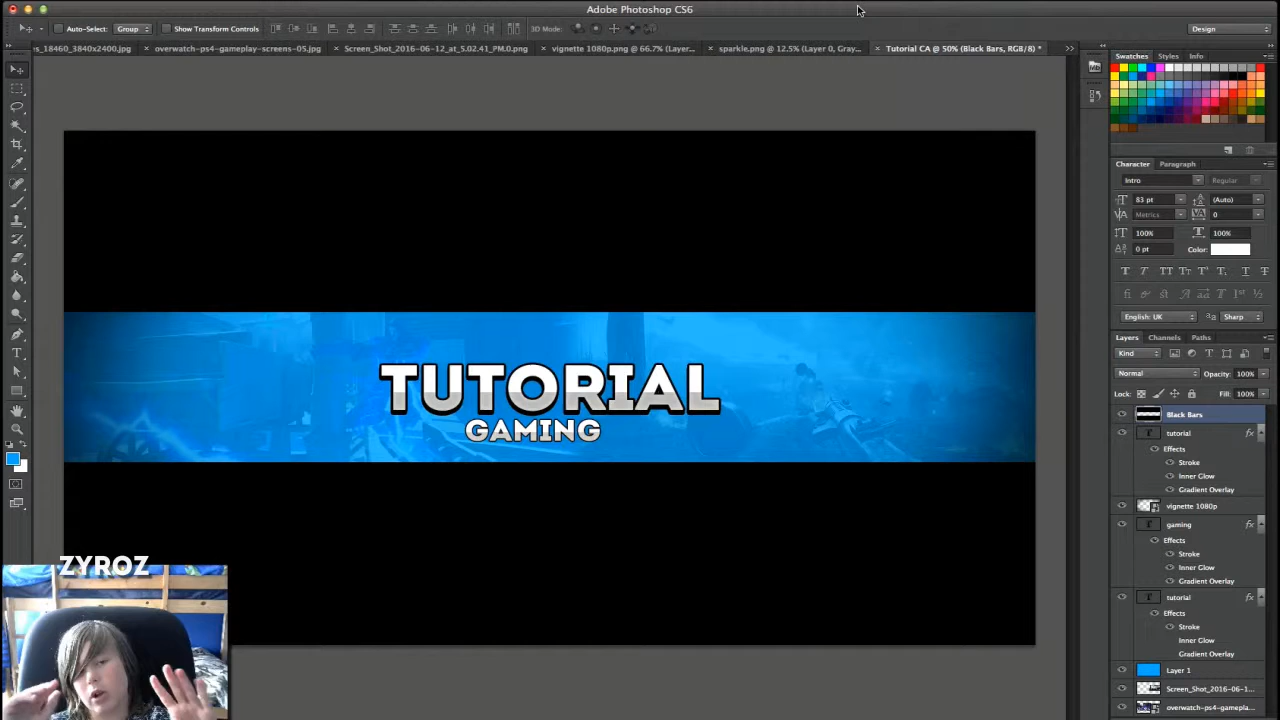 Adobe Photoshop CS6
Auto-Select: Group Show Transform Controls 3D Mode: Design
s_18460_3840x2400.jpg × overwatch-ps4-gameplay-screens-05.jpg × Screen_Shot_2016-06-12_at_5.02.41_PM.0.png × vignette 1080p.png @ 66.7% (Layer... × sparkle.png @ 12.5% (Layer 0, Gray... × Tutorial CA @ 50% (Black Bars, RGB/8) *
Swatches Styles Info
Character Paragraph
Intro Regular
83 pt (Auto)
Metrics 0
100% 100%
0 pt Color:
English: UK Sharp
Layers Channels Paths
Kind
Normal Opacity: 100%
Lock: Fill: 100%
Black Bars
tutorial fx
Effects
Stroke
Inner Glow
Gradient Overlay
vignette 1080p
gaming fx
Effects
Stroke
Inner Glow
Gradient Overlay
tutorial fx
Effects
Stroke
Inner Glow
Gradient Overlay
Layer 1
Screen_Shot_2016-06-1...
overwatch-ps4-gamepla...
TUTORIAL
GAMING
ZYROZ